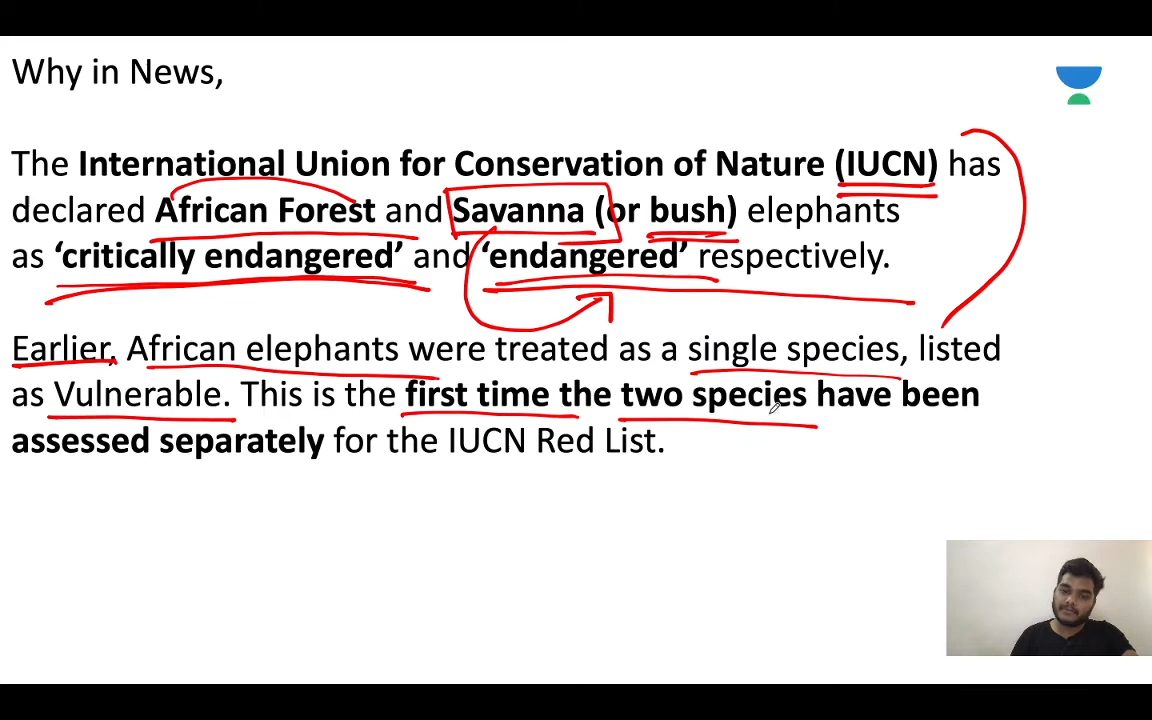 Why in News,
The International Union for Conservation of Nature (IUCN) has
declared African Forest and Savanna (or bush) elephants
as ‘critically endangered’ and ‘endangered’ respectively.
Earlier, African elephants were treated as a single species, listed
as Vulnerable. This is the first time the two species have been
assessed separately for the IUCN Red List.